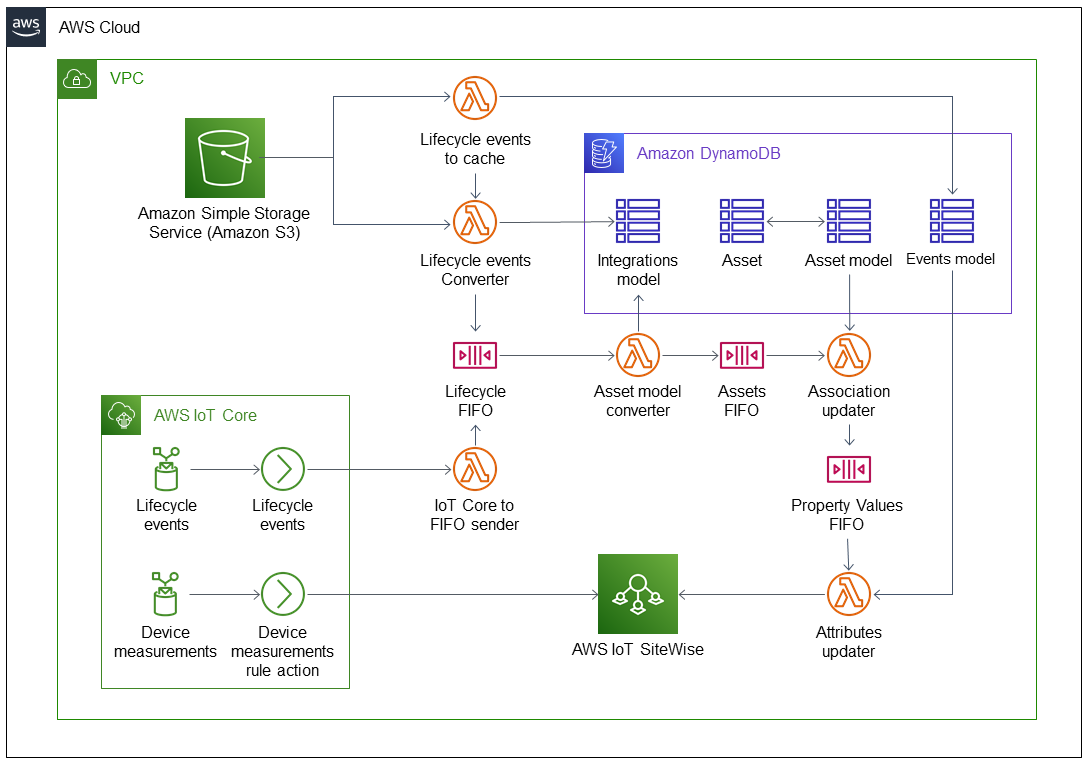 aws
AWS Cloud
VPC
Lifecycle events
to cache
Amazon DynamoDB
Amazon Simple Storage
Service (Amazon S3)
Lifecycle events
Converter
Integrations
model
Asset
Asset model
Events model
Lifecycle
FIFO
Asset model
converter
Assets
FIFO
Association
updater
AWS IoT Core
Lifecycle
events
Lifecycle
events
IoT Core to
FIFO sender
Property Values
FIFO
Device
measurements
Device
measurements
rule action
AWS IoT SiteWise
Attributes
updater